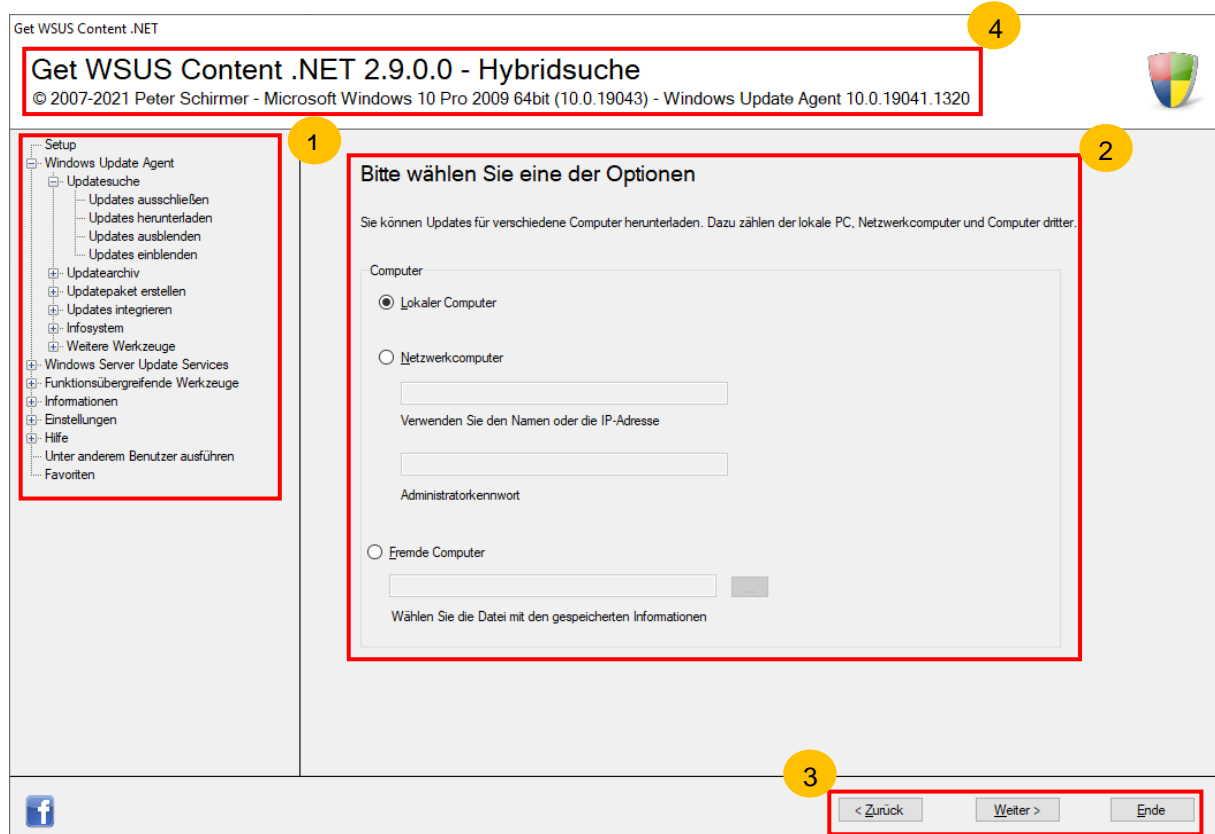 Get WSUS Content .NET
4
Get WSUS Content .NET 2.9.0.0 - Hybridsuche
© 2007-2021 Peter Schirmer - Microsoft Windows 10 Pro 2009 64bit (10.0.19043) - Windows Update Agent 10.0.19041.1320
1
Setup
Windows Update Agent
Updatesuche
Updates ausschließen
Updates herunterladen
Updates ausblenden
Updates einblenden
Updatearchiv
Updatepaket erstellen
Updates integrieren
Infosystem
Weitere Werkzeuge
Windows Server Update Services
Funktionsübergreifende Werkzeuge
Informationen
Einstellungen
Hilfe
Unter anderem Benutzer ausführen
Favoriten
2
Bitte wählen Sie eine der Optionen
Sie können Updates für verschiedene Computer herunterladen. Dazu zählen der lokale PC, Netzwerkcomputer und Computer dritter.
Computer
Lokaler Computer
Netzwerkcomputer
Verwenden Sie den Namen oder die IP-Adresse
Administratorkennwort
Fremde Computer
...
Wählen Sie die Datei mit den gespeicherten Informationen
3
f
< Zurück
Weiter >
Ende